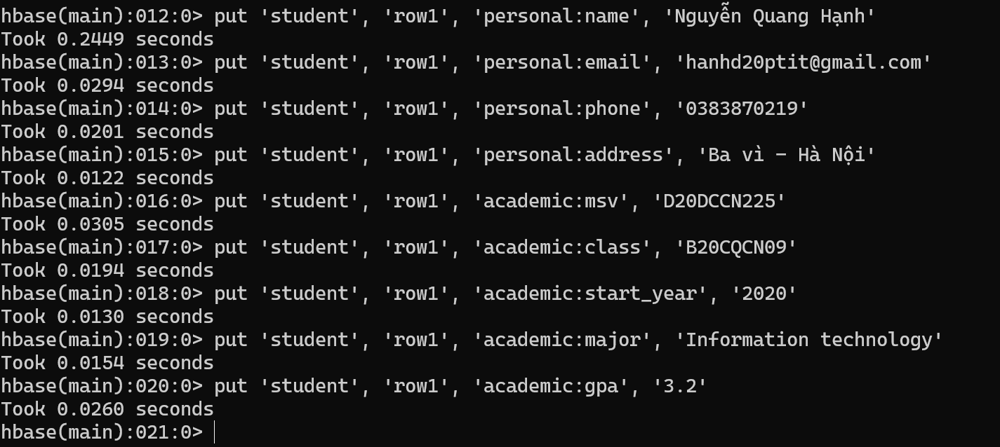 hbase(main):012:0> put 'student', 'row1', 'personal:name', 'Nguyễn Quang Hạnh'
Took 0.2449 seconds
hbase(main):013:0> put 'student', 'row1', 'personal:email', 'hanhd20ptit@gmail.com'
Took 0.0294 seconds
hbase(main):014:0> put 'student', 'row1', 'personal:phone', '0383870219'
Took 0.0201 seconds
hbase(main):015:0> put 'student', 'row1', 'personal:address', 'Ba vì - Hà Nội'
Took 0.0122 seconds
hbase(main):016:0> put 'student', 'row1', 'academic:msv', 'D20DCCN225'
Took 0.0305 seconds
hbase(main):017:0> put 'student', 'row1', 'academic:class', 'B20CQCN09'
Took 0.0194 seconds
hbase(main):018:0> put 'student', 'row1', 'academic:start_year', '2020'
Took 0.0130 seconds
hbase(main):019:0> put 'student', 'row1', 'academic:major', 'Information technology'
Took 0.0154 seconds
hbase(main):020:0> put 'student', 'row1', 'academic:gpa', '3.2'
Took 0.0260 seconds
hbase(main):021:0>